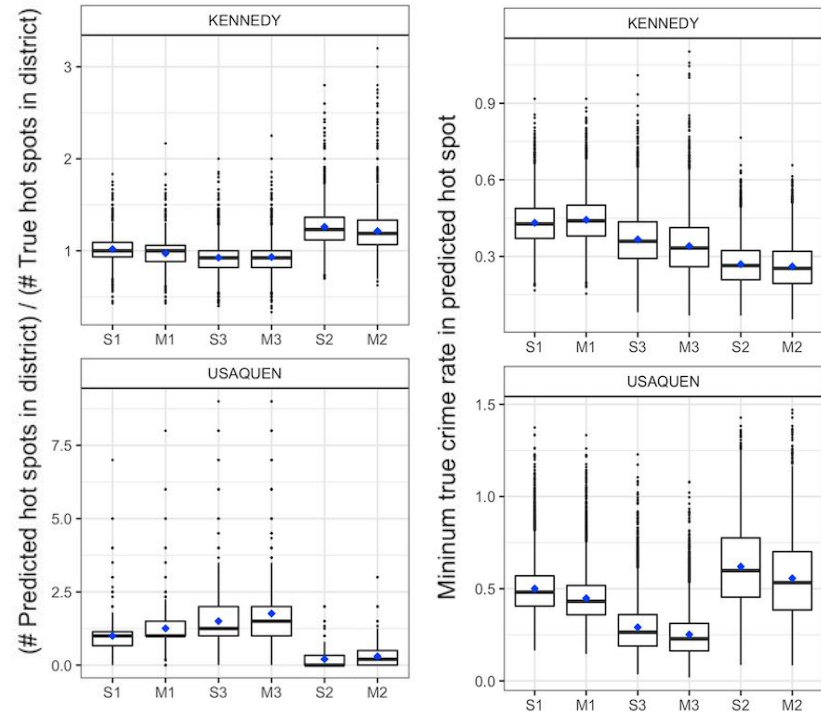 (# Predicted hot spots in district) / (# True hot spots in district)
KENNEDY
3
2
1
S1 M1 S3 M3 S2 M2
USAQUEN
7.5
5.0
2.5
0.0
S1 M1 S3 M3 S2 M2
Mininum true crime rate in predicted hot spot
KENNEDY
0.9
0.6
0.3
S1 M1 S3 M3 S2 M2
USAQUEN
1.5
1.0
0.5
0.0
S1 M1 S3 M3 S2 M2